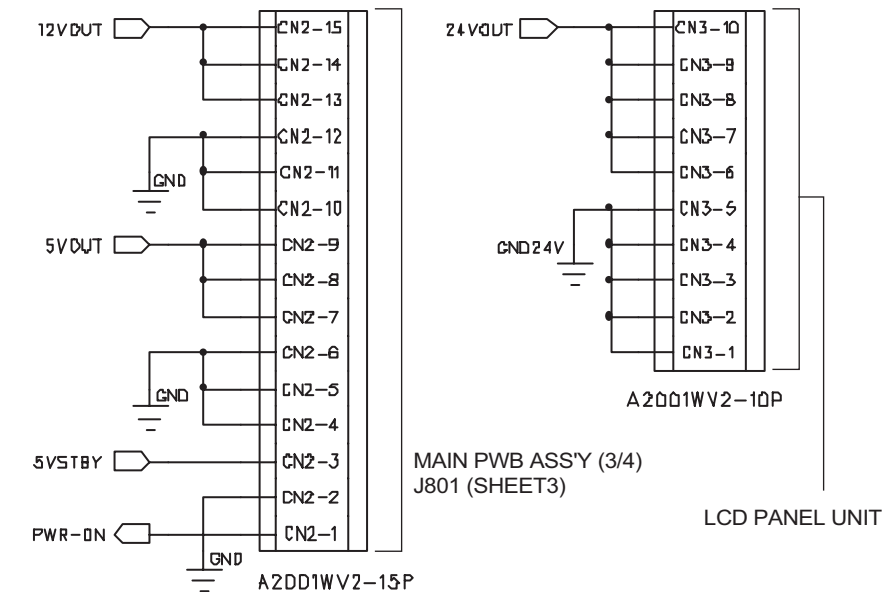 12VOUT
CN2-15
CN2-14
CN2-13
CN2-12
GND
CN2-11
CN2-10
5VOUT
CN2-9
CN2-8
CN2-7
CN2-6
GND
CN2-5
CN2-4
5VSTBY
CN2-3
CN2-2
PWR-ON
CN2-1
GND
A2001WV2-15P
MAIN PWB ASS'Y (3/4)
J801 (SHEET3)
24VOUT
CN3-10
CN3-9
CN3-8
CN3-7
CN3-6
CN3-5
GND24V
CN3-4
CN3-3
CN3-2
CN3-1
A2001WV2-10P
LCD PANEL UNIT